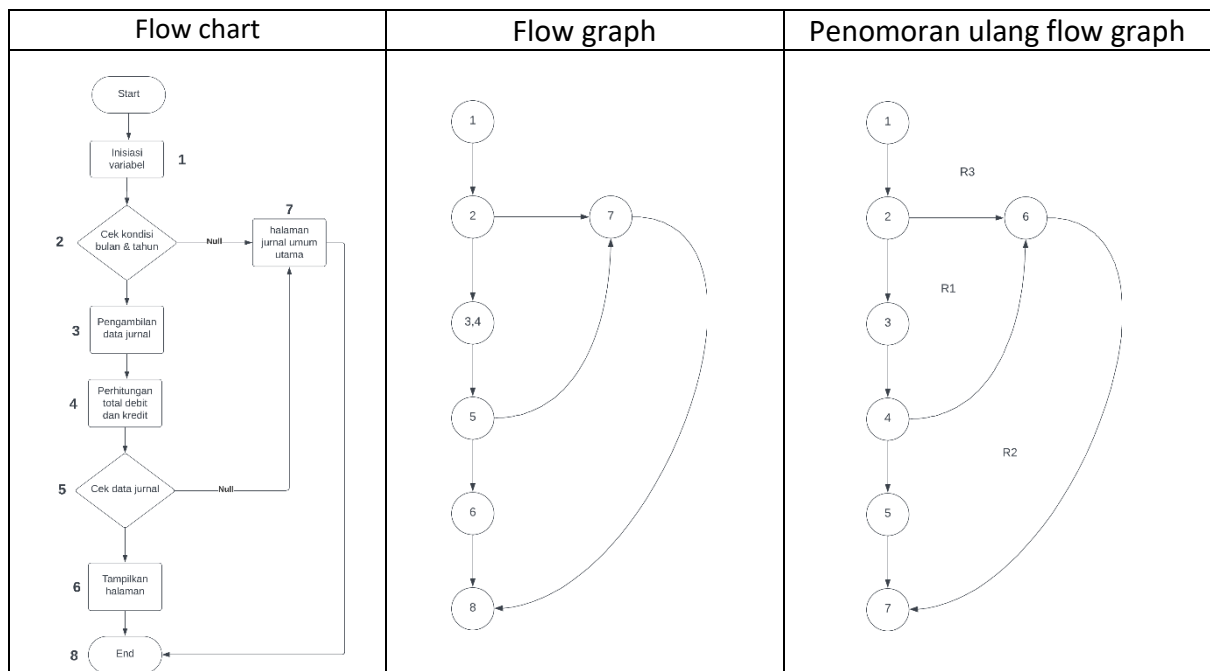 Flow chart
Flow graph
Penomoran ulang flow graph
Start
Inisiasi
variabel
1
Cek kondisi
bulan & tahun
2
Null
7
halaman
jurnal umum
utama
3
Pengambilan
data jurnal
4
Perhitungan
total debit
dan kredit
5
Cek data jurnal
Null
6
Tampilkan
halaman
8
End
1
2
7
3,4
5
6
8
1
R3
2
6
R1
3
4
R2
5
7